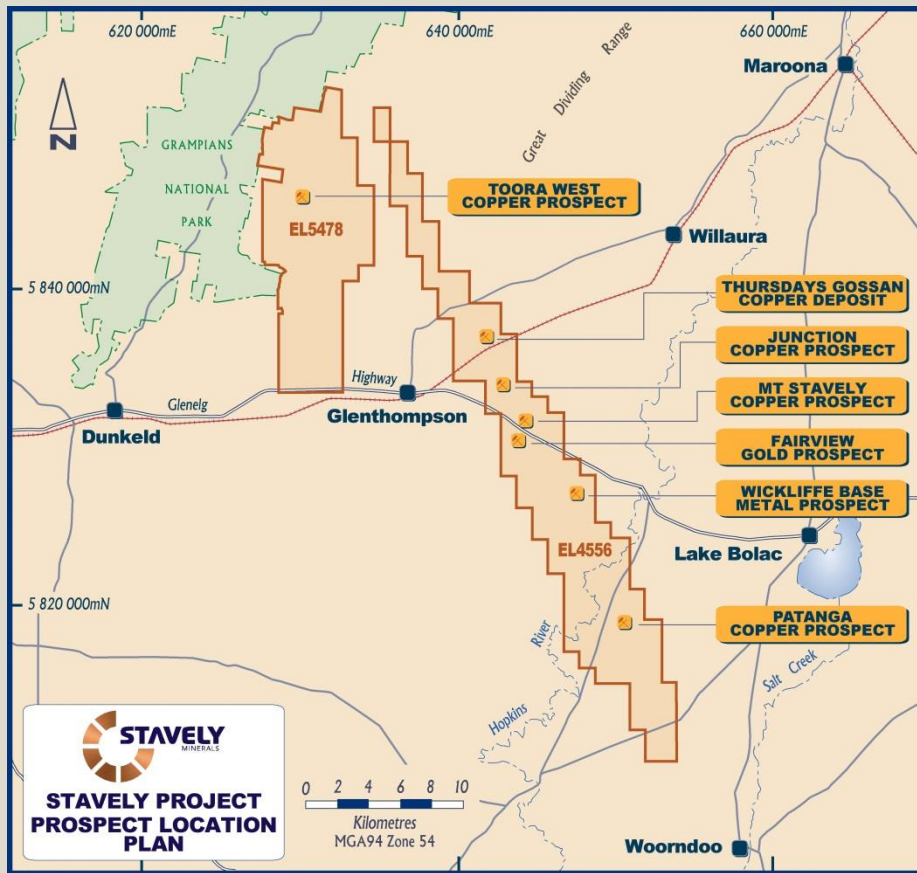 620 000mE
640 000mE
660 000mE
Maroona
Great Dividing Range
N
GRAMPIANS
NATIONAL
PARK
TOORA WEST
COPPER PROSPECT
EL5478
Willaura
5 840 000mN
THURSDAYS GOSSAN
COPPER DEPOSIT
JUNCTION
COPPER PROSPECT
MT STAVELY
COPPER PROSPECT
Highway
Glenelg
Glenthompson
Dunkeld
FAIRVIEW
GOLD PROSPECT
WICKLIFFE BASE
METAL PROSPECT
Lake Bolac
EL4556
5 820 000mN
PATANGA
COPPER PROSPECT
River
Hopkins
Salt Creek
STAVELY
MINERALS
STAVELY PROJECT
PROSPECT LOCATION
PLAN
0 2 4 6 8 10
Kilometres
MGA94 Zone 54
Woorndoo